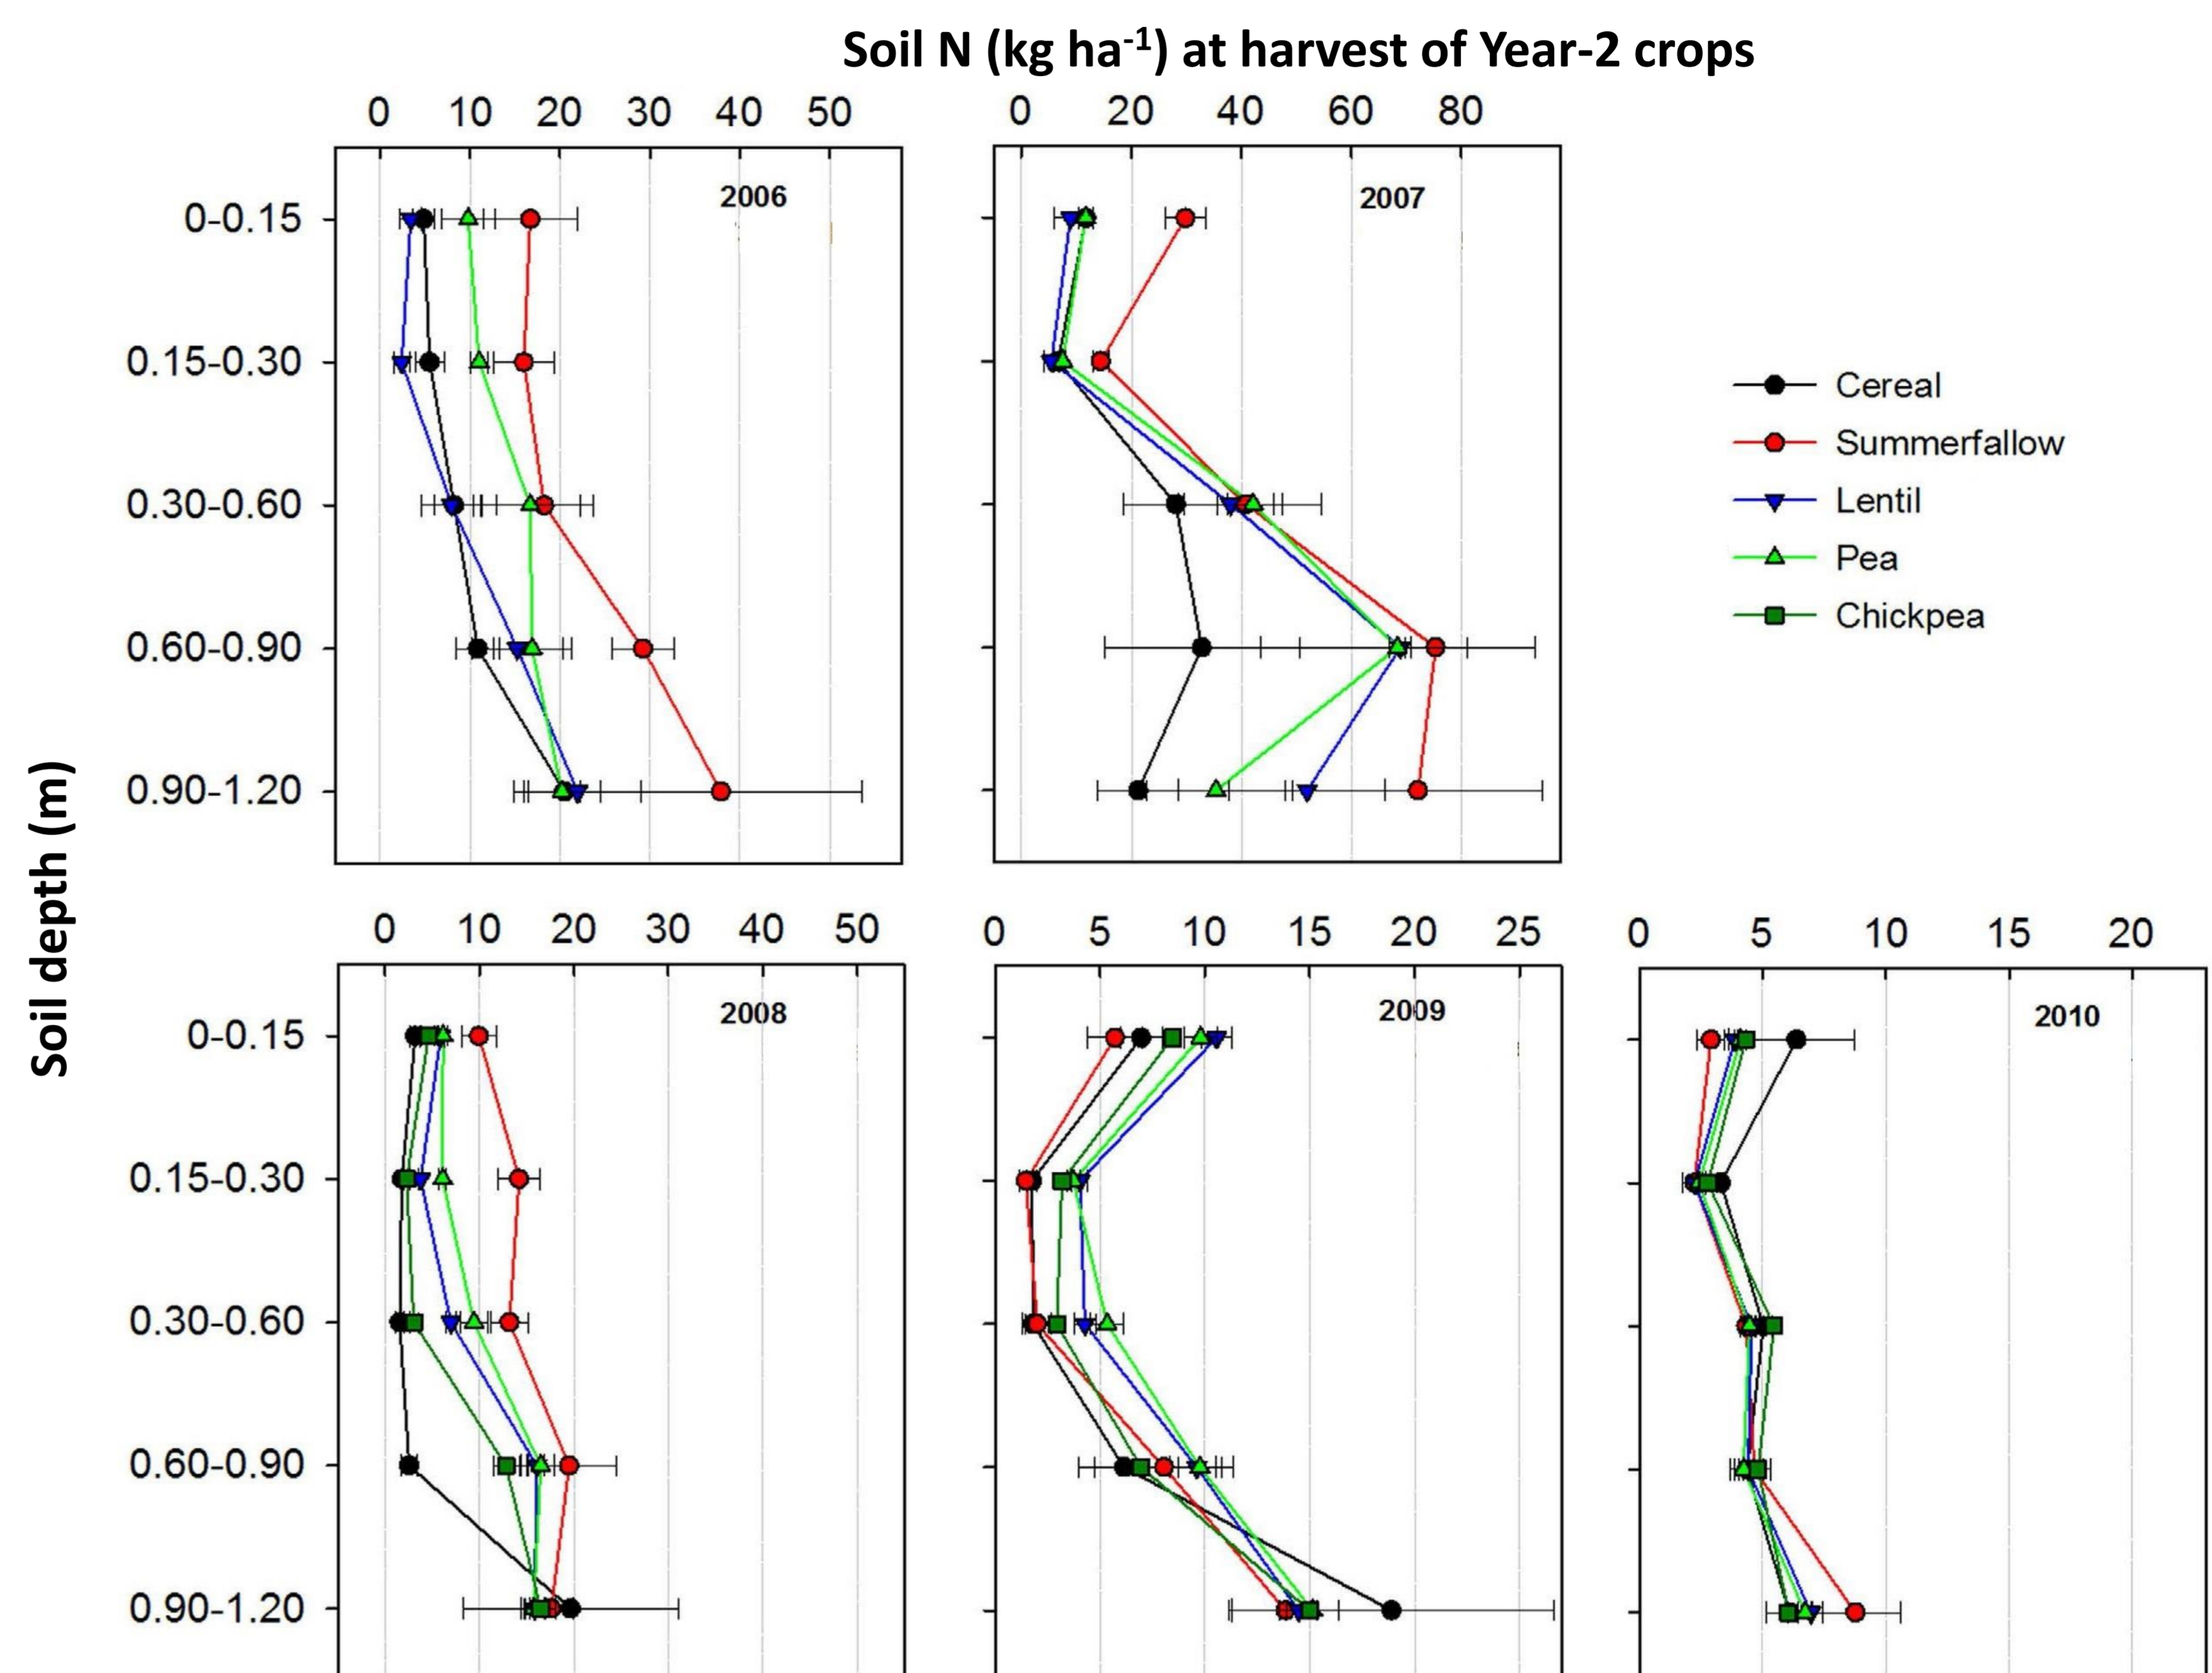 Soil N (kg ha-1) at harvest of Year-2 crops
0 10 20 30 40 50
0 20 40 60 80
2006
2007
0-0.15
0.15-0.30
0.30-0.60
0.60-0.90
0.90-1.20
Cereal
Summerfallow
Lentil
Pea
Chickpea
Soil depth (m)
0 10 20 30 40 50
0 5 10 15 20 25
0 5 10 15 20
2008
2009
2010
0-0.15
0.15-0.30
0.30-0.60
0.60-0.90
0.90-1.20